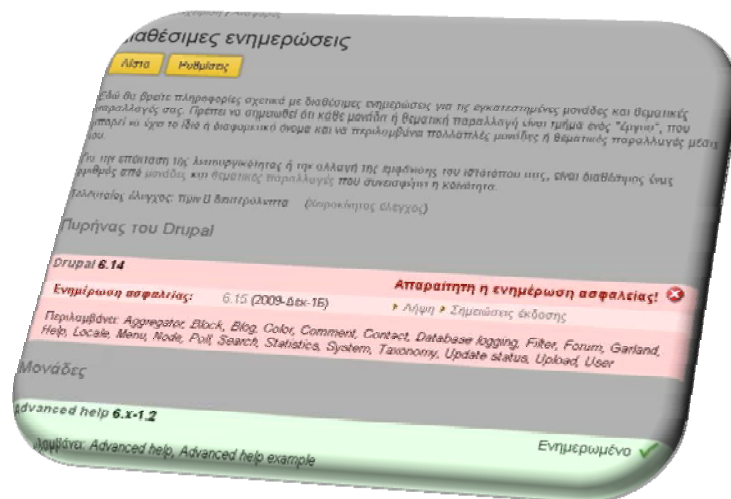 Διαθέσιμες ενημερώσεις
Λίστα Ρυθμίσεις
Εδώ θα βρείτε πληροφορίες σχετικά με διαθέσιμες ενημερώσεις για τις εγκατεστημένες μονάδες και θεματικές
παραλλαγές σας. Πρέπει να σημειωθεί ότι κάθε μονάδα ή θεματική παραλλαγή είναι τμήμα ενός "έργου", που
μπορεί να έχει το ίδιο ή διαφορετικό όνομα και να περιλαμβάνει πολλαπλές μονάδες ή θεματικές παραλλαγές μέσα
του.
Για την επέκταση της λειτουργικότητας ή την αλλαγή της εμφάνισης του ιστότοπου σας, είναι διαθέσιμος ένας
αριθμός από μονάδες και θεματικές παραλλαγές που συνεισφέρει η κοινότητα.
Τελευταίος έλεγχος: πριν 0 δευτερόλεπτα (Χειροκίνητος έλεγχος)
Πυρήνας του Drupal
Drupal 6.14 Απαραίτητη η ενημέρωση ασφαλείας!
Ενημέρωση ασφαλείας: 6.15 (2009-Δεκ-16) Λήψη Σημειώσεις έκδοσης
Περιλαμβάνει: Aggregator, Block, Blog, Color, Comment, Contact, Database logging, Filter, Forum, Garland,
Help, Locale, Menu, Node, Poll, Search, Statistics, System, Taxonomy, Update status, Upload, User
Μονάδες
Advanced help 6.x-1.2 Ενημερωμένο
Advanced help, Advanced help example